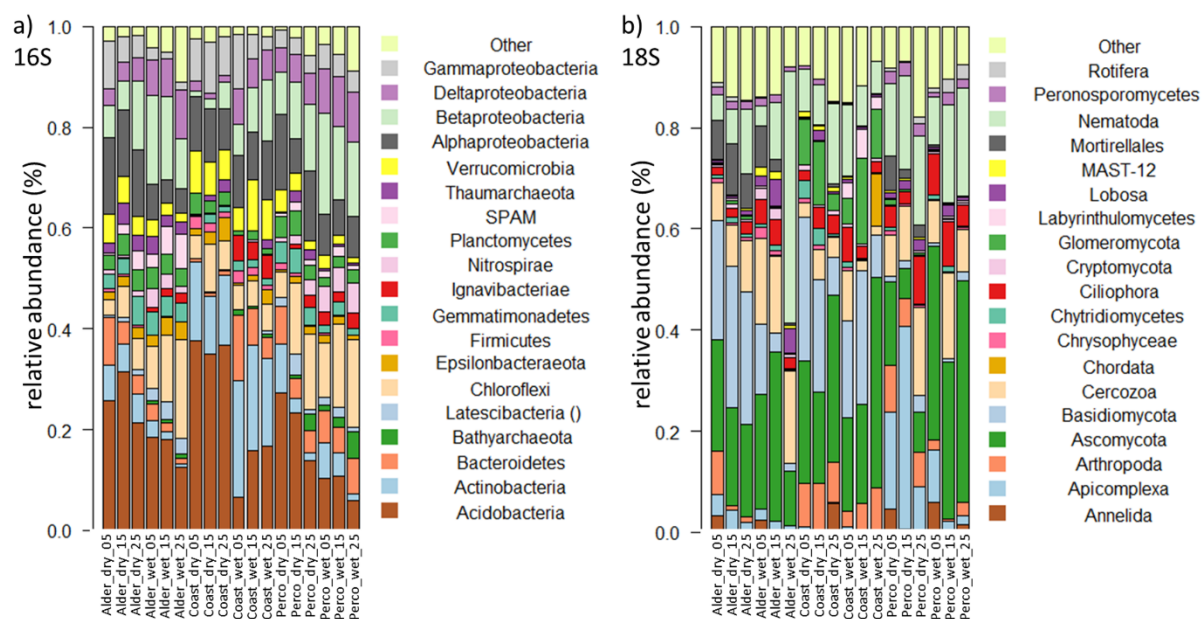 a)
16S
relative abundance (%)
1.0
0.8
0.6
0.4
0.2
0.0
Alder_dry_05
Alder_dry_15
Alder_dry_25
Alder_wet_05
Alder_wet_15
Alder_wet_25
Coast_dry_05
Coast_dry_15
Coast_dry_25
Coast_wet_05
Coast_wet_15
Coast_wet_25
Perco_dry_05
Perco_dry_15
Perco_dry_25
Perco_wet_05
Perco_wet_15
Perco_wet_25
Other
Gammaproteobacteria
Deltaproteobacteria
Betaproteobacteria
Alphaproteobacteria
Verrucomicrobia
Thaumarchaeota
SPAM
Planctomycetes
Nitrospirae
Ignavibacteriae
Gemmatimonadetes
Firmicutes
Epsilonbacteraeota
Chloroflexi
Latescibacteria ()
Bathyarchaeota
Bacteroidetes
Actinobacteria
Acidobacteria
b)
18S
relative abundance (%)
1.0
0.8
0.6
0.4
0.2
0.0
Alder_dry_05
Alder_dry_15
Alder_dry_25
Alder_wet_05
Alder_wet_15
Alder_wet_25
Coast_dry_05
Coast_dry_15
Coast_dry_25
Coast_wet_05
Coast_wet_15
Coast_wet_25
Perco_dry_05
Perco_dry_15
Perco_dry_25
Perco_wet_05
Perco_wet_15
Perco_wet_25
Other
Rotifera
Peronosporomycetes
Nematoda
Mortirellales
MAST-12
Lobosa
Labyrinthulomycetes
Glomeromycota
Cryptomycota
Ciliophora
Chytridiomycetes
Chrysophyceae
Chordata
Cercozoa
Basidiomycota
Ascomycota
Arthropoda
Apicomplexa
Annelida